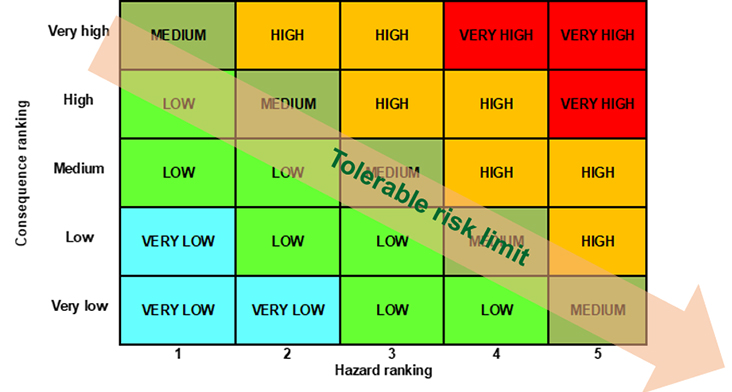 Very high MEDIUM HIGH HIGH VERY HIGH VERY HIGH
High LOW MEDIUM HIGH HIGH VERY HIGH
Medium LOW LOW MEDIUM HIGH HIGH
Low VERY LOW LOW LOW MEDIUM HIGH
Very low VERY LOW VERY LOW LOW LOW MEDIUM
1 2 3 4 5
Hazard ranking
Consequence ranking
Tolerable risk limit